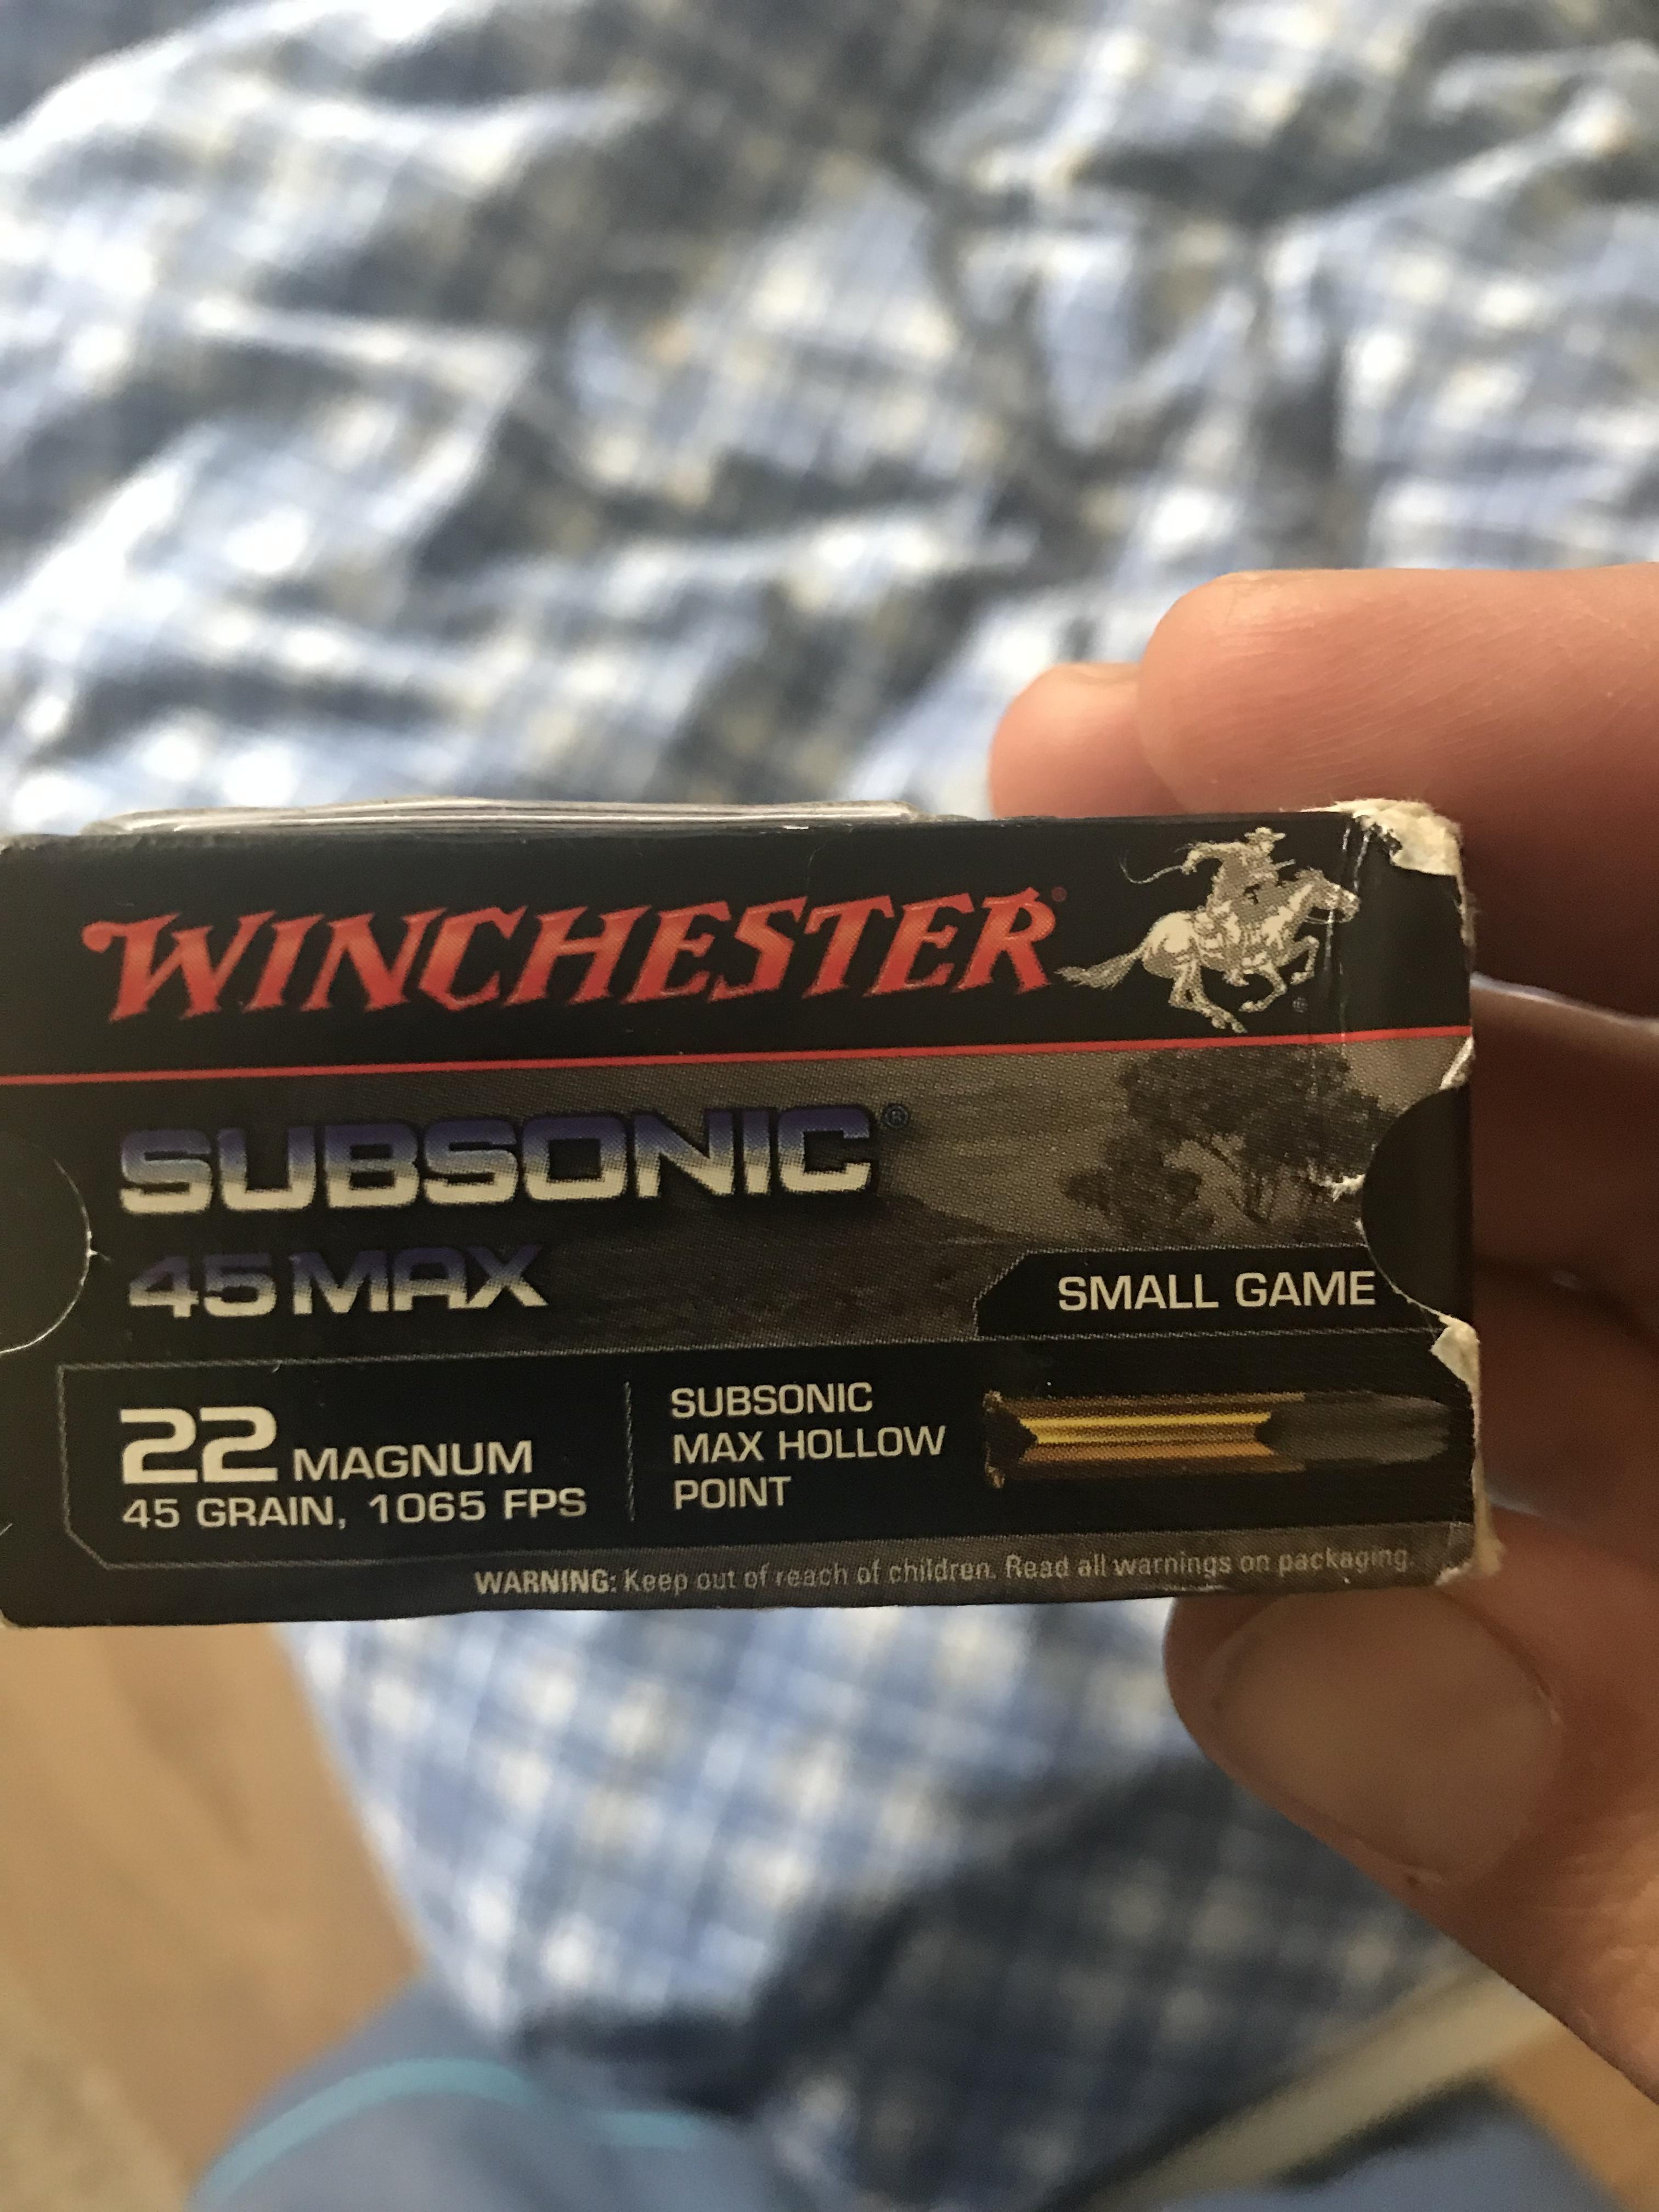 WINCHESTER®
SUBSONIC®
45 MAX
SMALL GAME
22 MAGNUM
45 GRAIN, 1065 FPS
SUBSONIC
MAX HOLLOW
POINT
WARNING: Keep out of reach of children. Read all warnings on packaging.